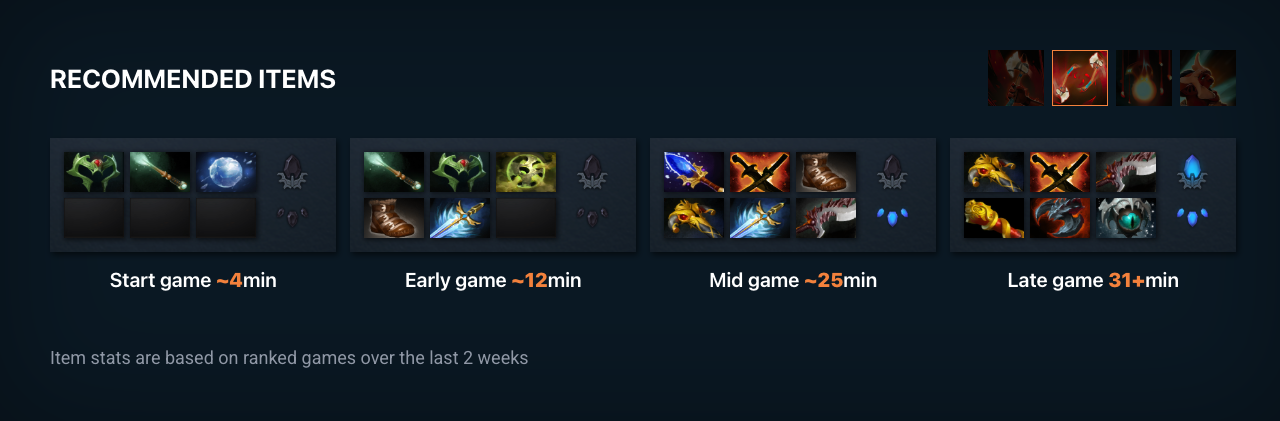 RECOMMENDED ITEMS
Start game ~4min
Early game ~12min
Mid game ~25min
Late game 31+min
Item stats are based on ranked games over the last 2 weeks